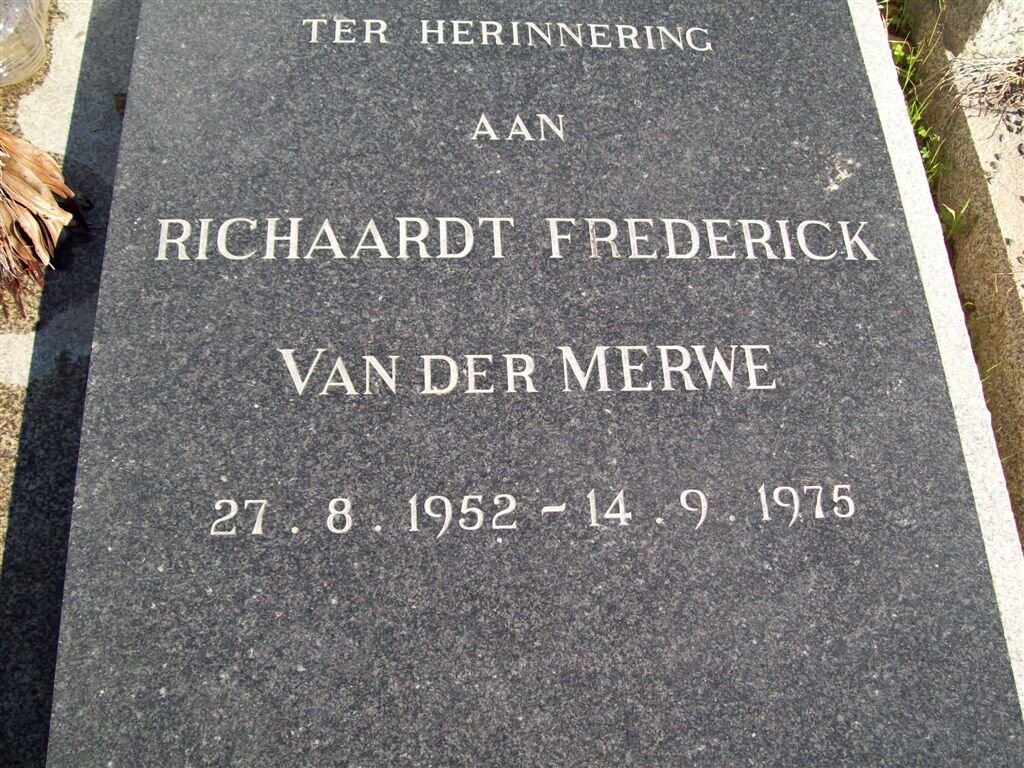 TER HERINNERING
AAN
RICHAARDT FREDERICK
VAN DER MERWE
27.8.1952 – 14.9.1975